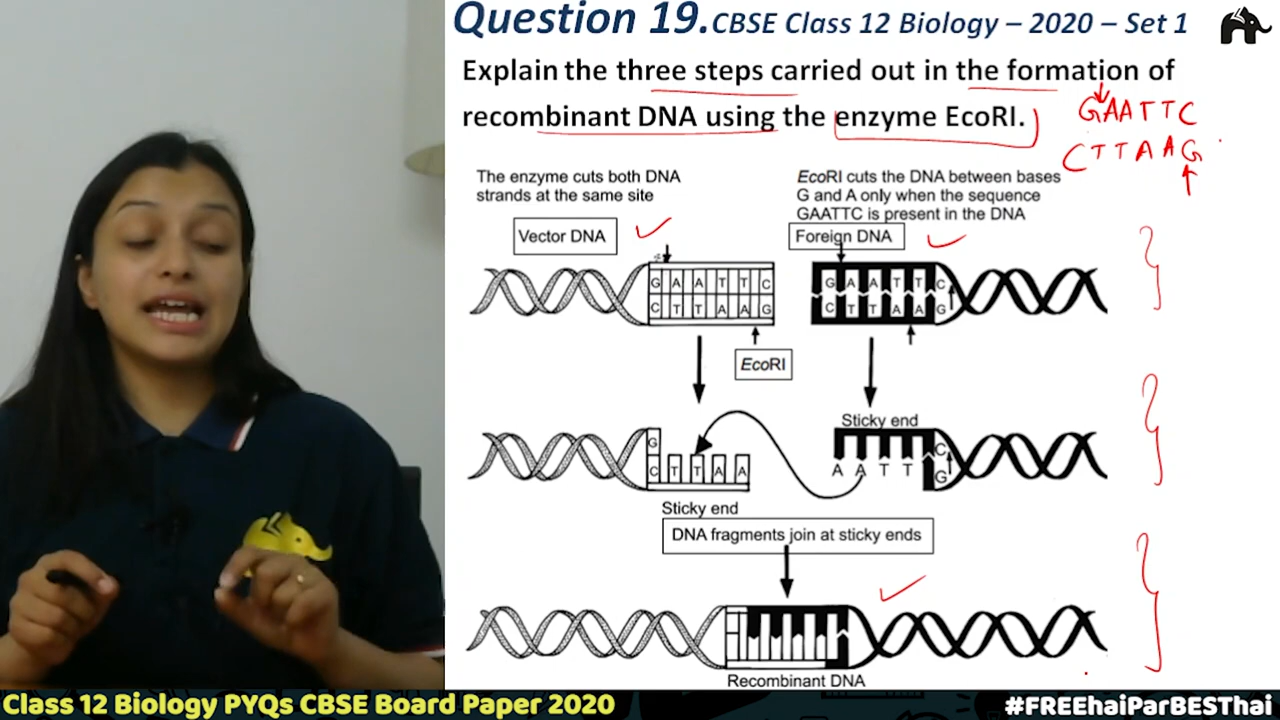 Question 19.CBSE Class 12 Biology – 2020 – Set 1
Explain the three steps carried out in the formation of
recombinant DNA using the enzyme EcoRI.
GAATTC
CTTAAG
The enzyme cuts both DNA
strands at the same site
EcoRI cuts the DNA between bases
G and A only when the sequence
GAATTC is present in the DNA
Vector DNA
Foreign DNA
G A A T T C
C T T A A G
G A A T T C
C T T A A G
EcoRI
Sticky end
G
C T T A A
A A T T
C
G
Sticky end
DNA fragments join at sticky ends
Recombinant DNA
Class 12 Biology PYQs CBSE Board Paper 2020
#FREEhaiParBESThai